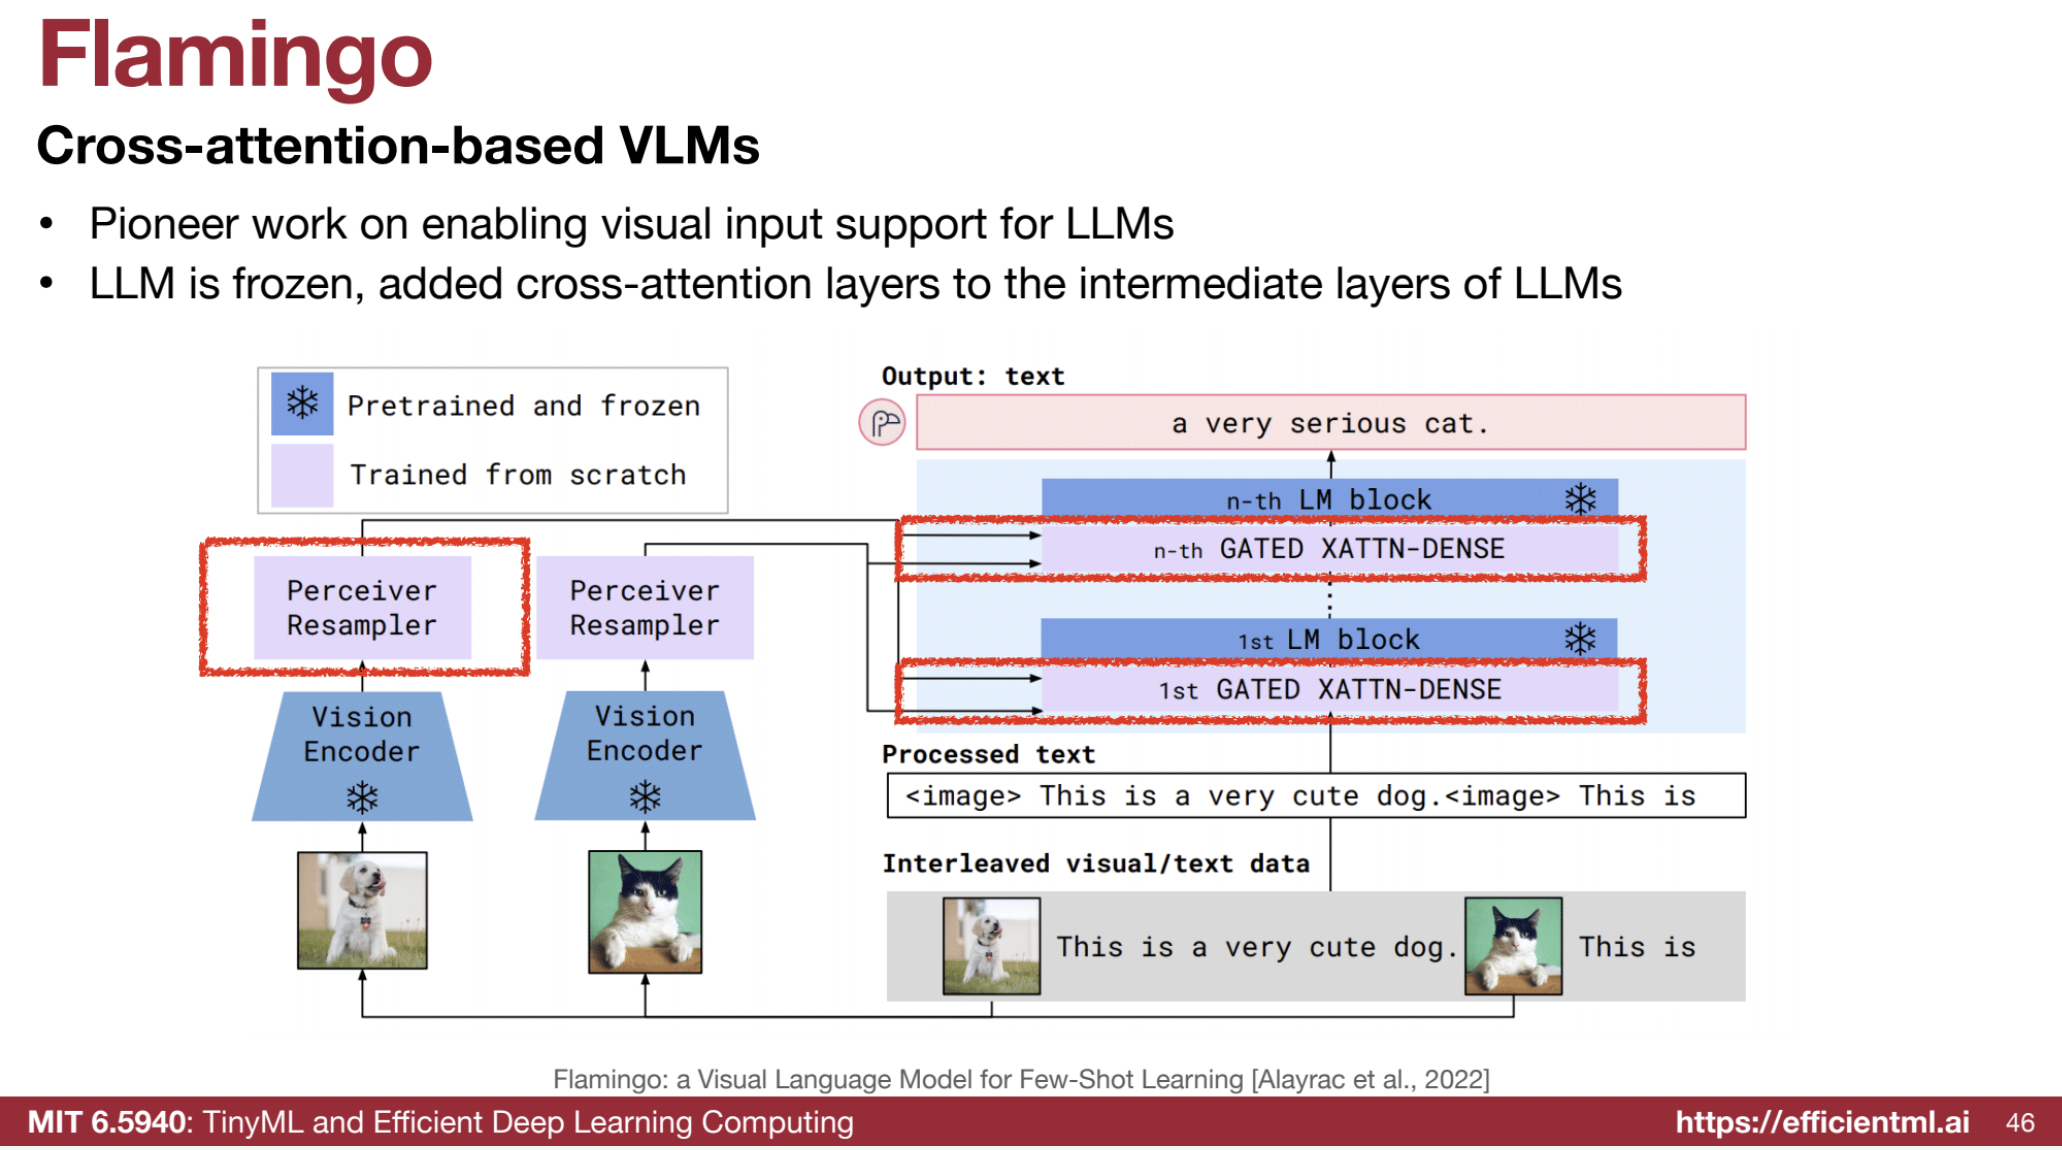 Flamingo
Cross-attention-based VLMs
• Pioneer work on enabling visual input support for LLMs
• LLM is frozen, added cross-attention layers to the intermediate layers of LLMs
Pretrained and frozen
Trained from scratch
Output: text
a very serious cat.
n-th LM block
n-th GATED XATTN-DENSE
1st LM block
1st GATED XATTN-DENSE
Perceiver
Resampler
Perceiver
Resampler
Vision
Encoder
Vision
Encoder
Processed text
<image> This is a very cute dog.<image> This is
Interleaved visual/text data
This is a very cute dog.
This is
Flamingo: a Visual Language Model for Few-Shot Learning [Alayrac et al., 2022]
MIT 6.5940: TinyML and Efficient Deep Learning Computing
https://efficientml.ai
46